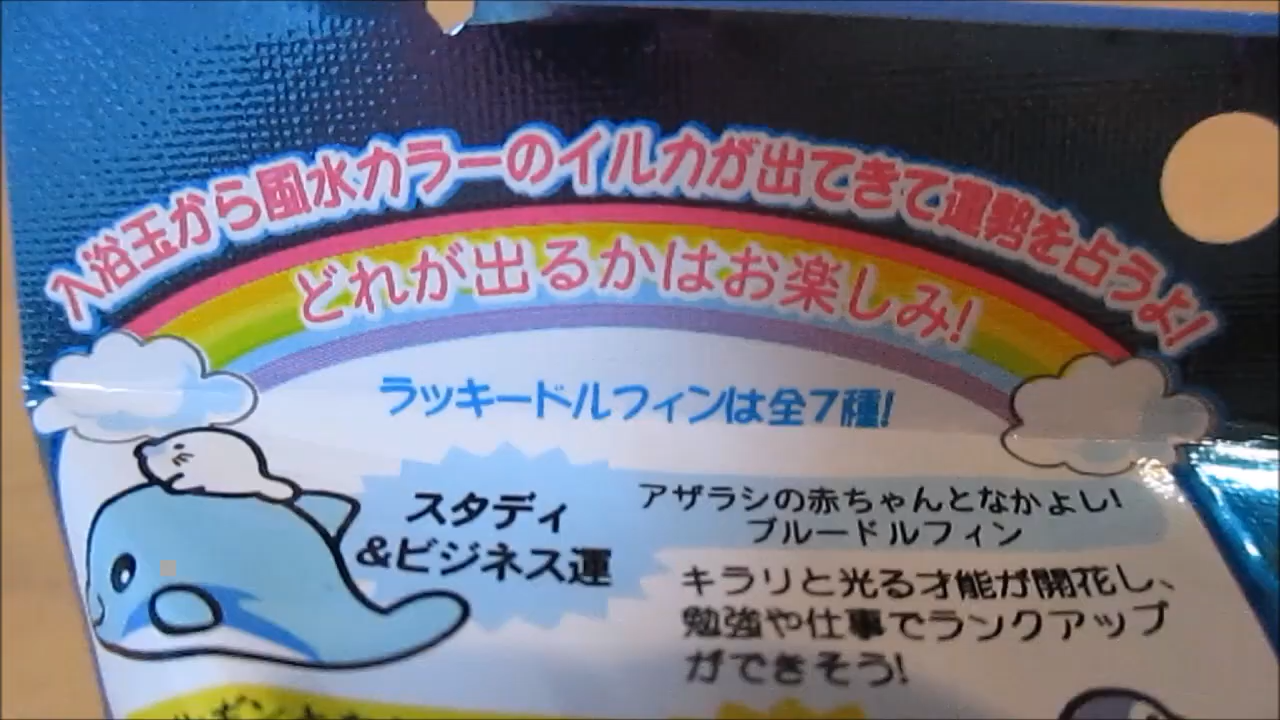 入浴玉から風水カラーのイルカが出てきて運勢を占うよ!
どれが出るかはお楽しみ!
ラッキードルフィンは全7種!
スタディ
&ビジネス運
アザラシの赤ちゃんとなかよし!
ブルードルフィン
キラリと光る才能が開花し、
勉強や仕事でランクアップ
ができそう!